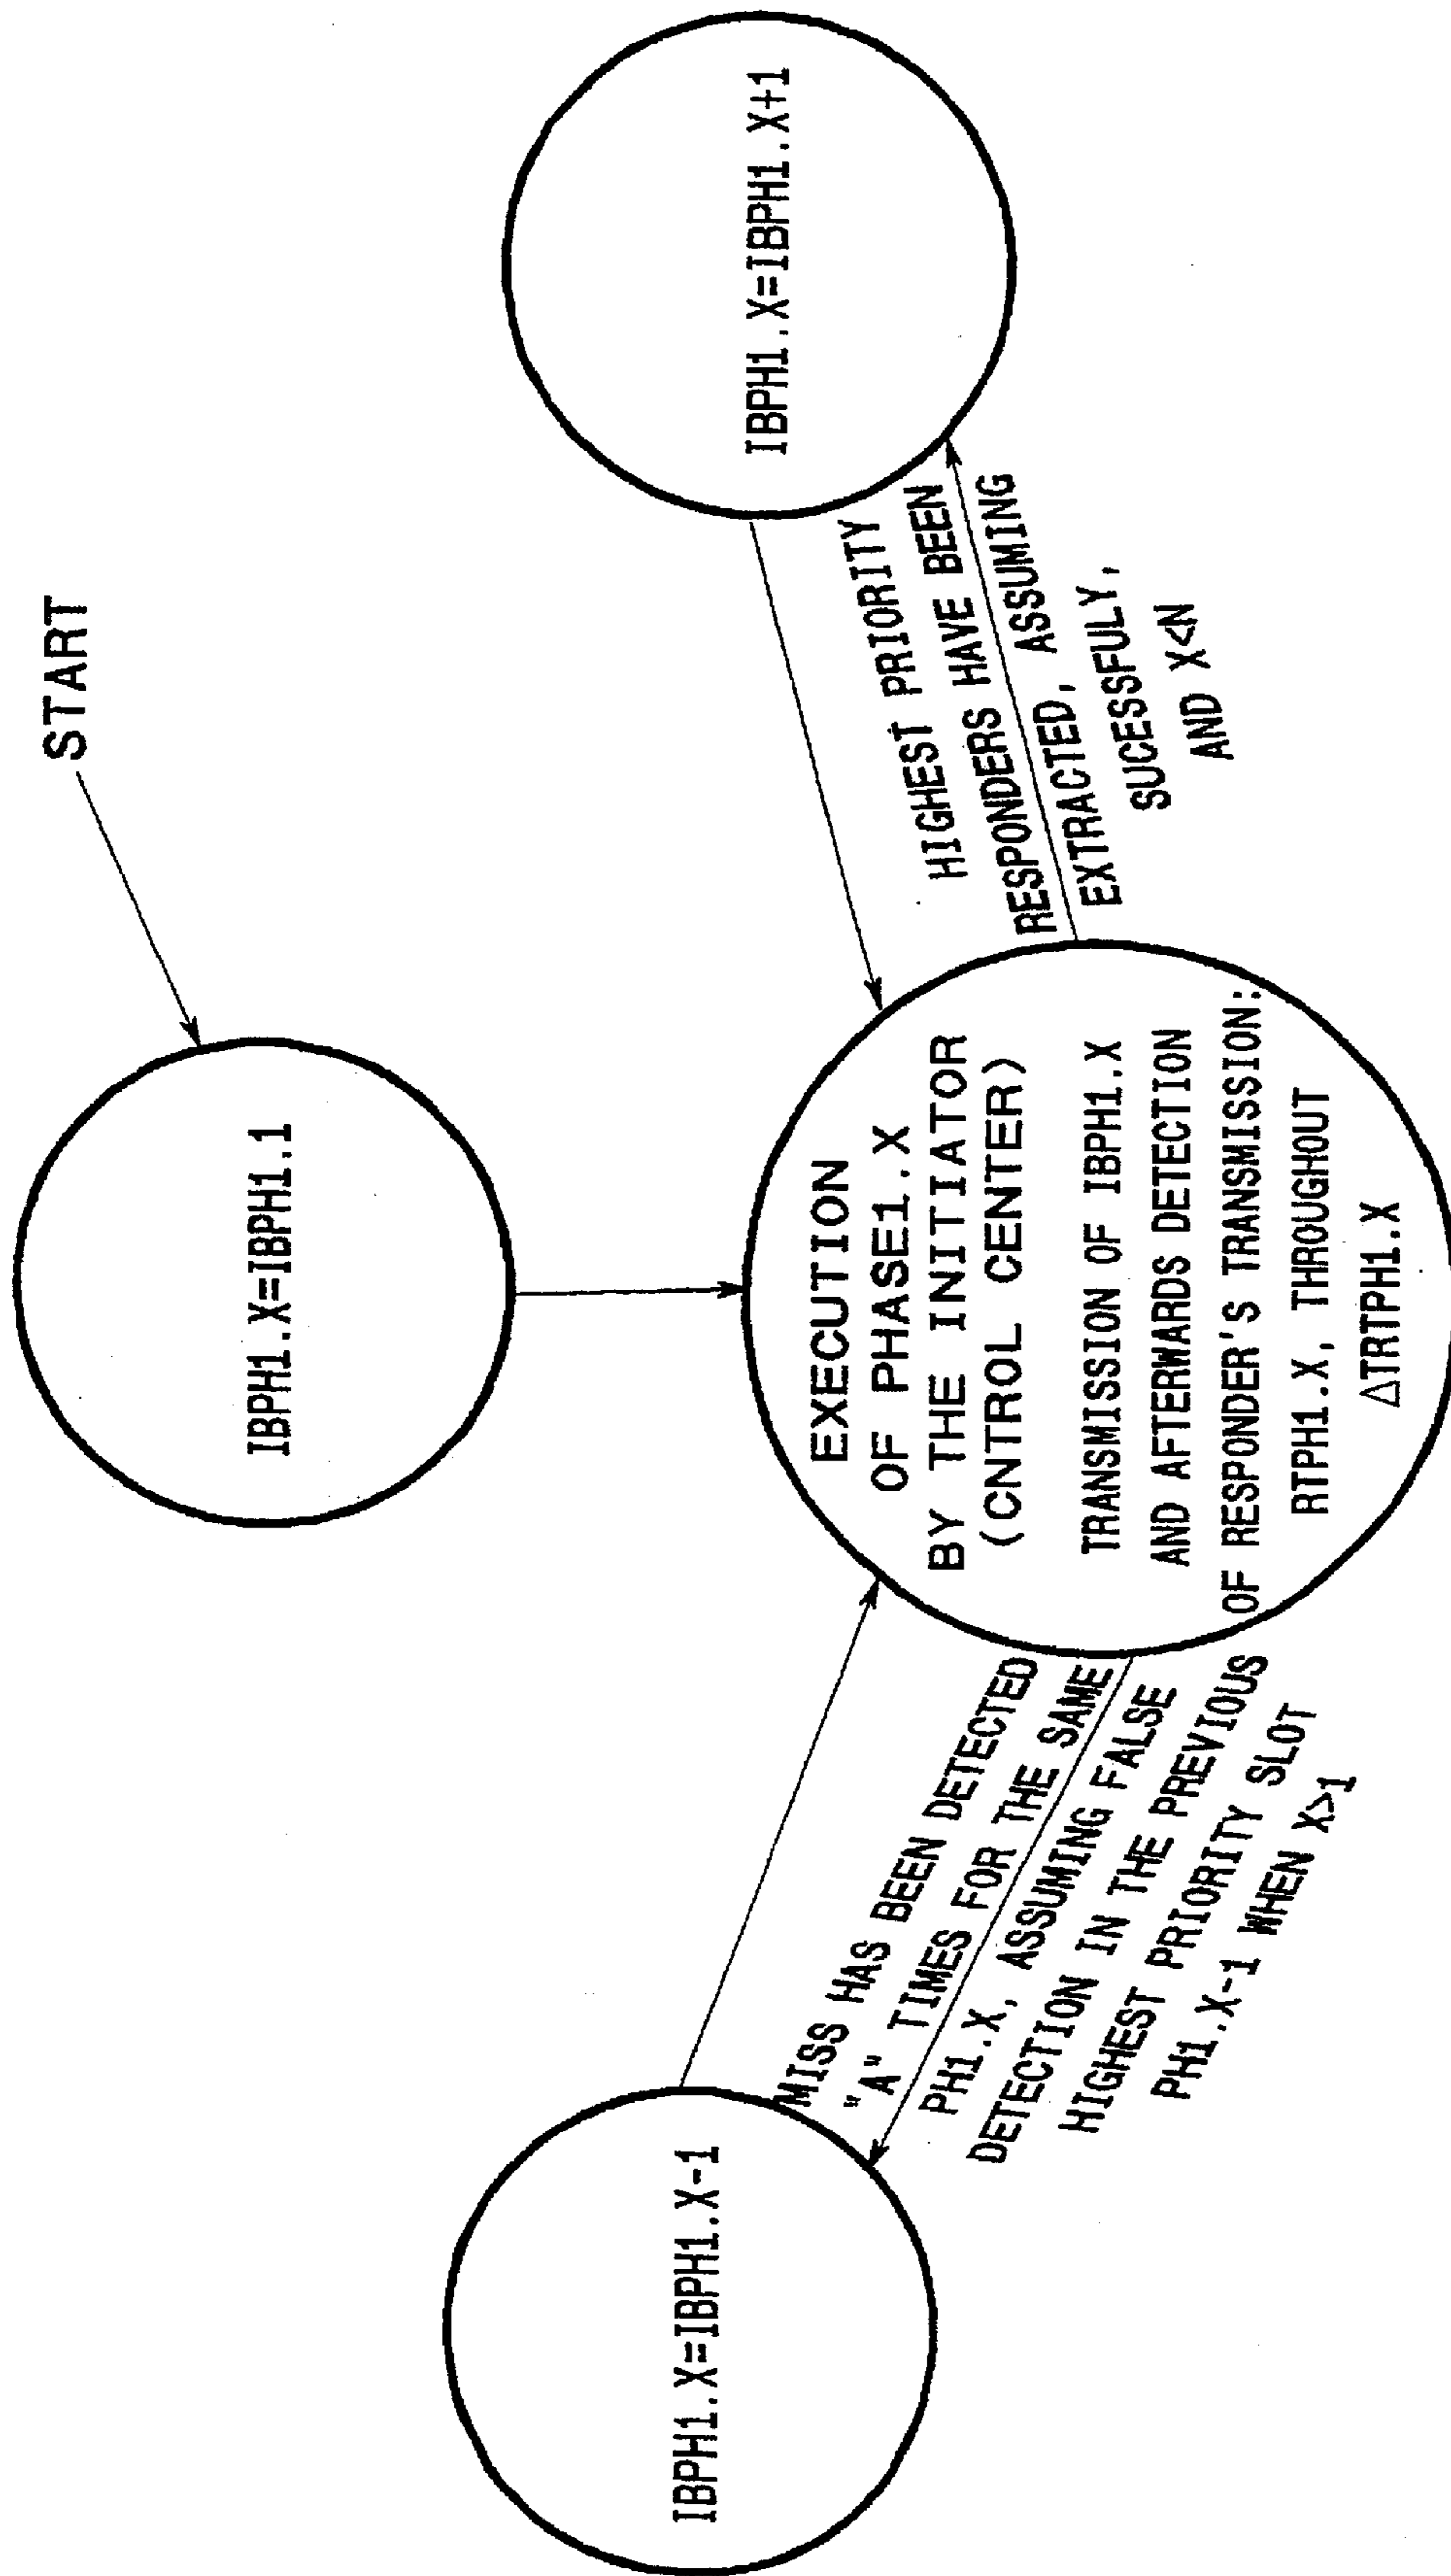 START
IBPH1.X=IBPH1.1
IBPH1.X=IBPH1.X-1
IBPH1.X=IBPH1.X+1
MISS HAS BEEN DETECTED
"A" TIMES FOR THE SAME
PH1.X, ASSUMING FALSE
DETECTION IN THE PREVIOUS
HIGHEST PRIORITY SLOT
PH1.X-1 WHEN X>1
EXECUTION
OF PHASE1.X
BY THE INITIATOR
(CNTROL CENTER)
TRANSMISSION OF IBPH1.X
AND AFTERWARDS DETECTION
OF RESPONDER'S TRANSMISSION:
RTPH1.X, THROUGHOUT
△TRTPH1.X
HIGHEST PRIORITY
RESPONDERS HAVE BEEN
EXTRACTED, ASSUMING
SUCESSFULY,
AND X<N